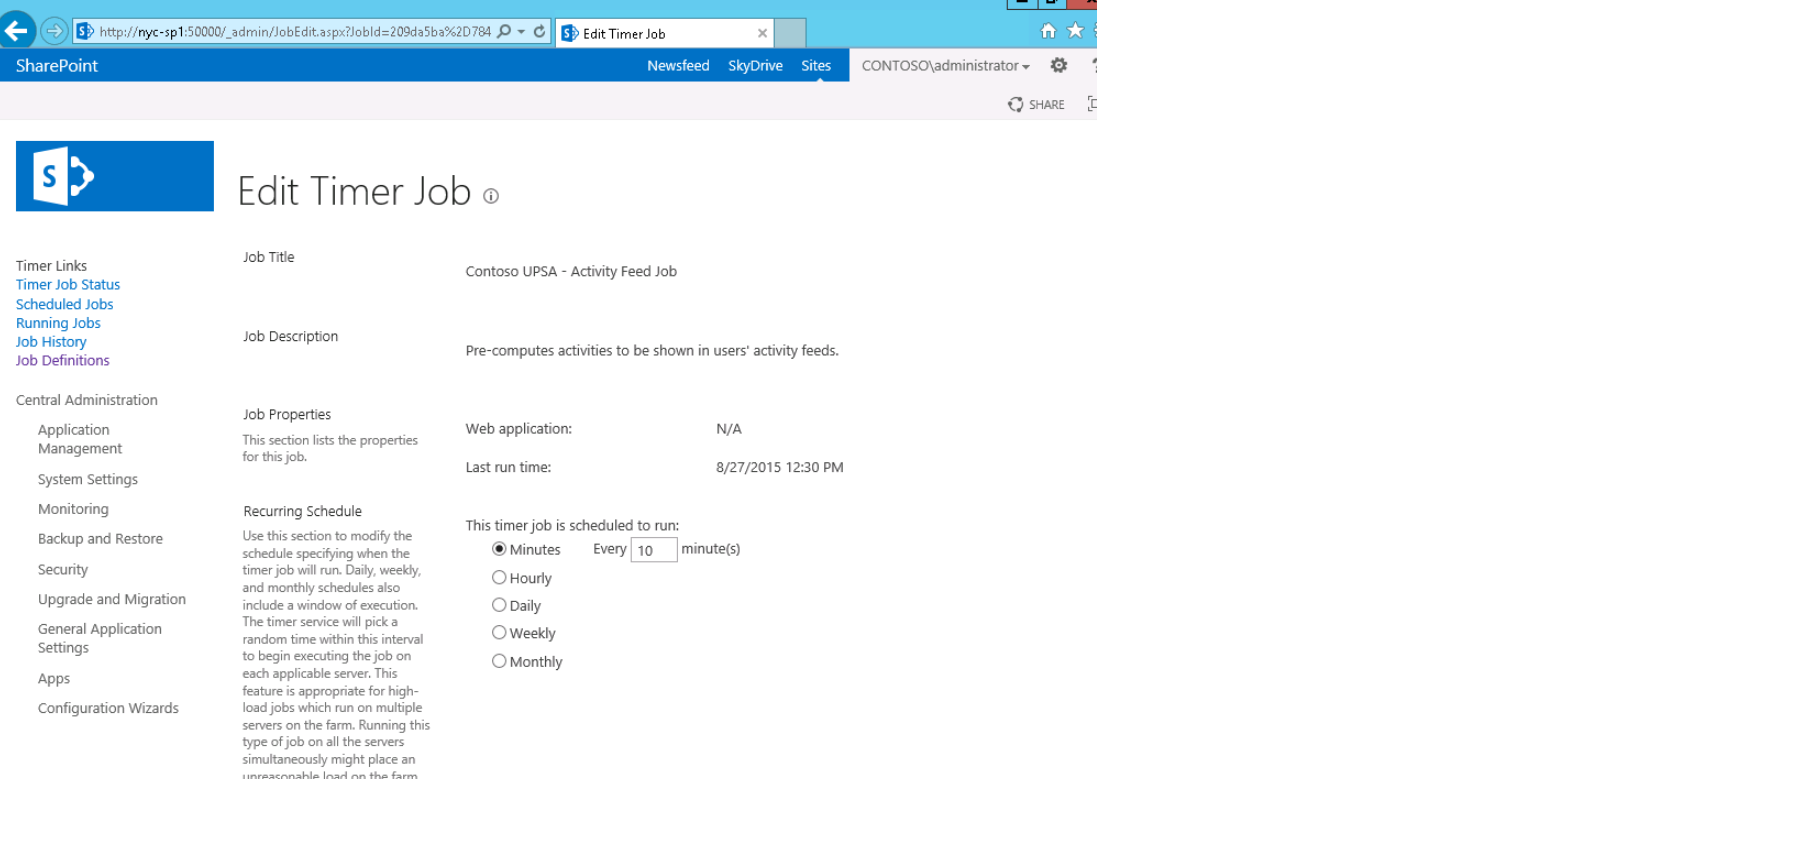 http://nyc-sp1:50000/_admin/JobEdit.aspx?JobId=209da5ba%2D784
Edit Timer Job
SharePoint
Newsfeed
SkyDrive
Sites
CONTOSO\administrator
SHARE
S
Edit Timer Job
Timer Links
Timer Job Status
Scheduled Jobs
Running Jobs
Job History
Job Definitions
Central Administration
Application
Management
System Settings
Monitoring
Backup and Restore
Security
Upgrade and Migration
General Application
Settings
Apps
Configuration Wizards
Job Title
Contoso UPSA - Activity Feed Job
Job Description
Pre-computes activities to be shown in users' activity feeds.
Job Properties
This section lists the properties
for this job.
Web application: N/A
Last run time: 8/27/2015 12:30 PM
Recurring Schedule
Use this section to modify the
schedule specifying when the
timer job will run. Daily, weekly,
and monthly schedules also
include a window of execution.
The timer service will pick a
random time within this interval
to begin executing the job on
each applicable server. This
feature is appropriate for high-
load jobs which run on multiple
servers on the farm. Running this
type of job on all the servers
simultaneously might place an
unreasonable load on the farm
This timer job is scheduled to run:
Minutes Every 10 minute(s)
Hourly
Daily
Weekly
Monthly